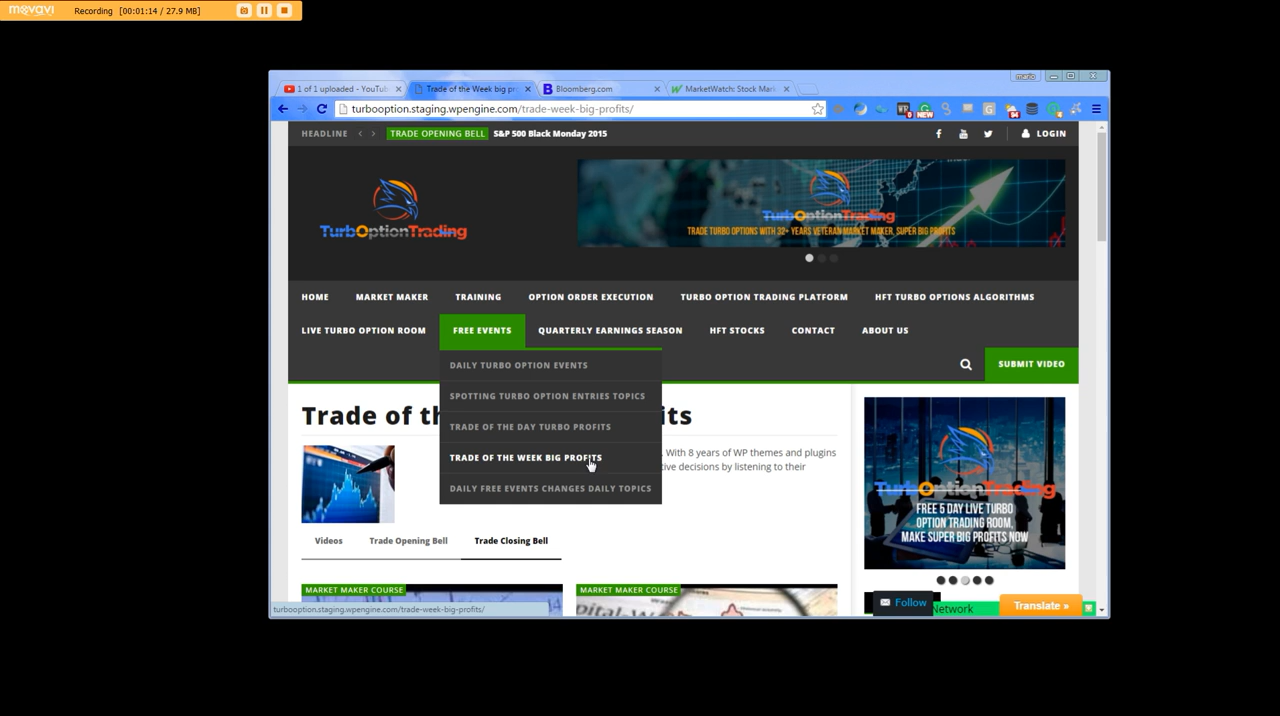 movavi Recording [00:01:14 / 27.9 MB]
mario
1 of 1 uploaded - YouTub
Trade of the Week big pr
Bloomberg.com
MarketWatch: Stock Mark
turbooption.staging.wpengine.com/trade-week-big-profits/
HEADLINE TRADE OPENING BELL S&P 500 Black Monday 2015 LOGIN
TurbOptionTrading
TurbOptionTrading
TRADE TURBO OPTIONS WITH 32+ YEARS VETERAN MARKET MAKER, SUPER BIG PROFITS
HOME MARKET MAKER TRAINING OPTION ORDER EXECUTION TURBO OPTION TRADING PLATFORM HFT TURBO OPTIONS ALGORITHMS
LIVE TURBO OPTION ROOM FREE EVENTS QUARTERLY EARNINGS SEASON HFT STOCKS CONTACT ABOUT US
SUBMIT VIDEO
DAILY TURBO OPTION EVENTS
SPOTTING TURBO OPTION ENTRIES TOPICS
TRADE OF THE DAY TURBO PROFITS
TRADE OF THE WEEK BIG PROFITS
DAILY FREE EVENTS CHANGES DAILY TOPICS
Trade of th fits
. With 8 years of WP themes and plugins
tive decisions by listening to their
Videos Trade Opening Bell Trade Closing Bell
MARKET MAKER COURSE MARKET MAKER COURSE
TurbOptionTrading
FREE 5 DAY LIVE TURBO
OPTION TRADING ROOM,
MAKE SUPER BIG PROFITS NOW
Follow
Network
Translate »
turbooption.staging.wpengine.com/trade-week-big-profits/